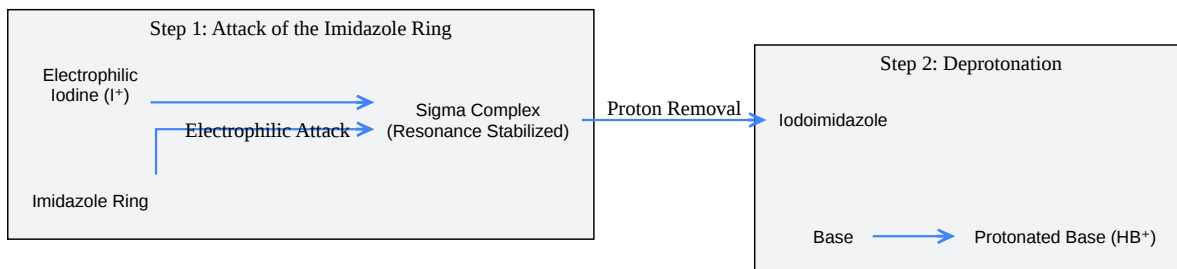 Step 1: Attack of the Imidazole Ring
Electrophilic
Iodine (I⁺)
Electrophilic Attack
Imidazole Ring
Sigma Complex
(Resonance Stabilized)
Proton Removal
Step 2: Deprotonation
Iodoimidazole
Base
Protonated Base (HB⁺)